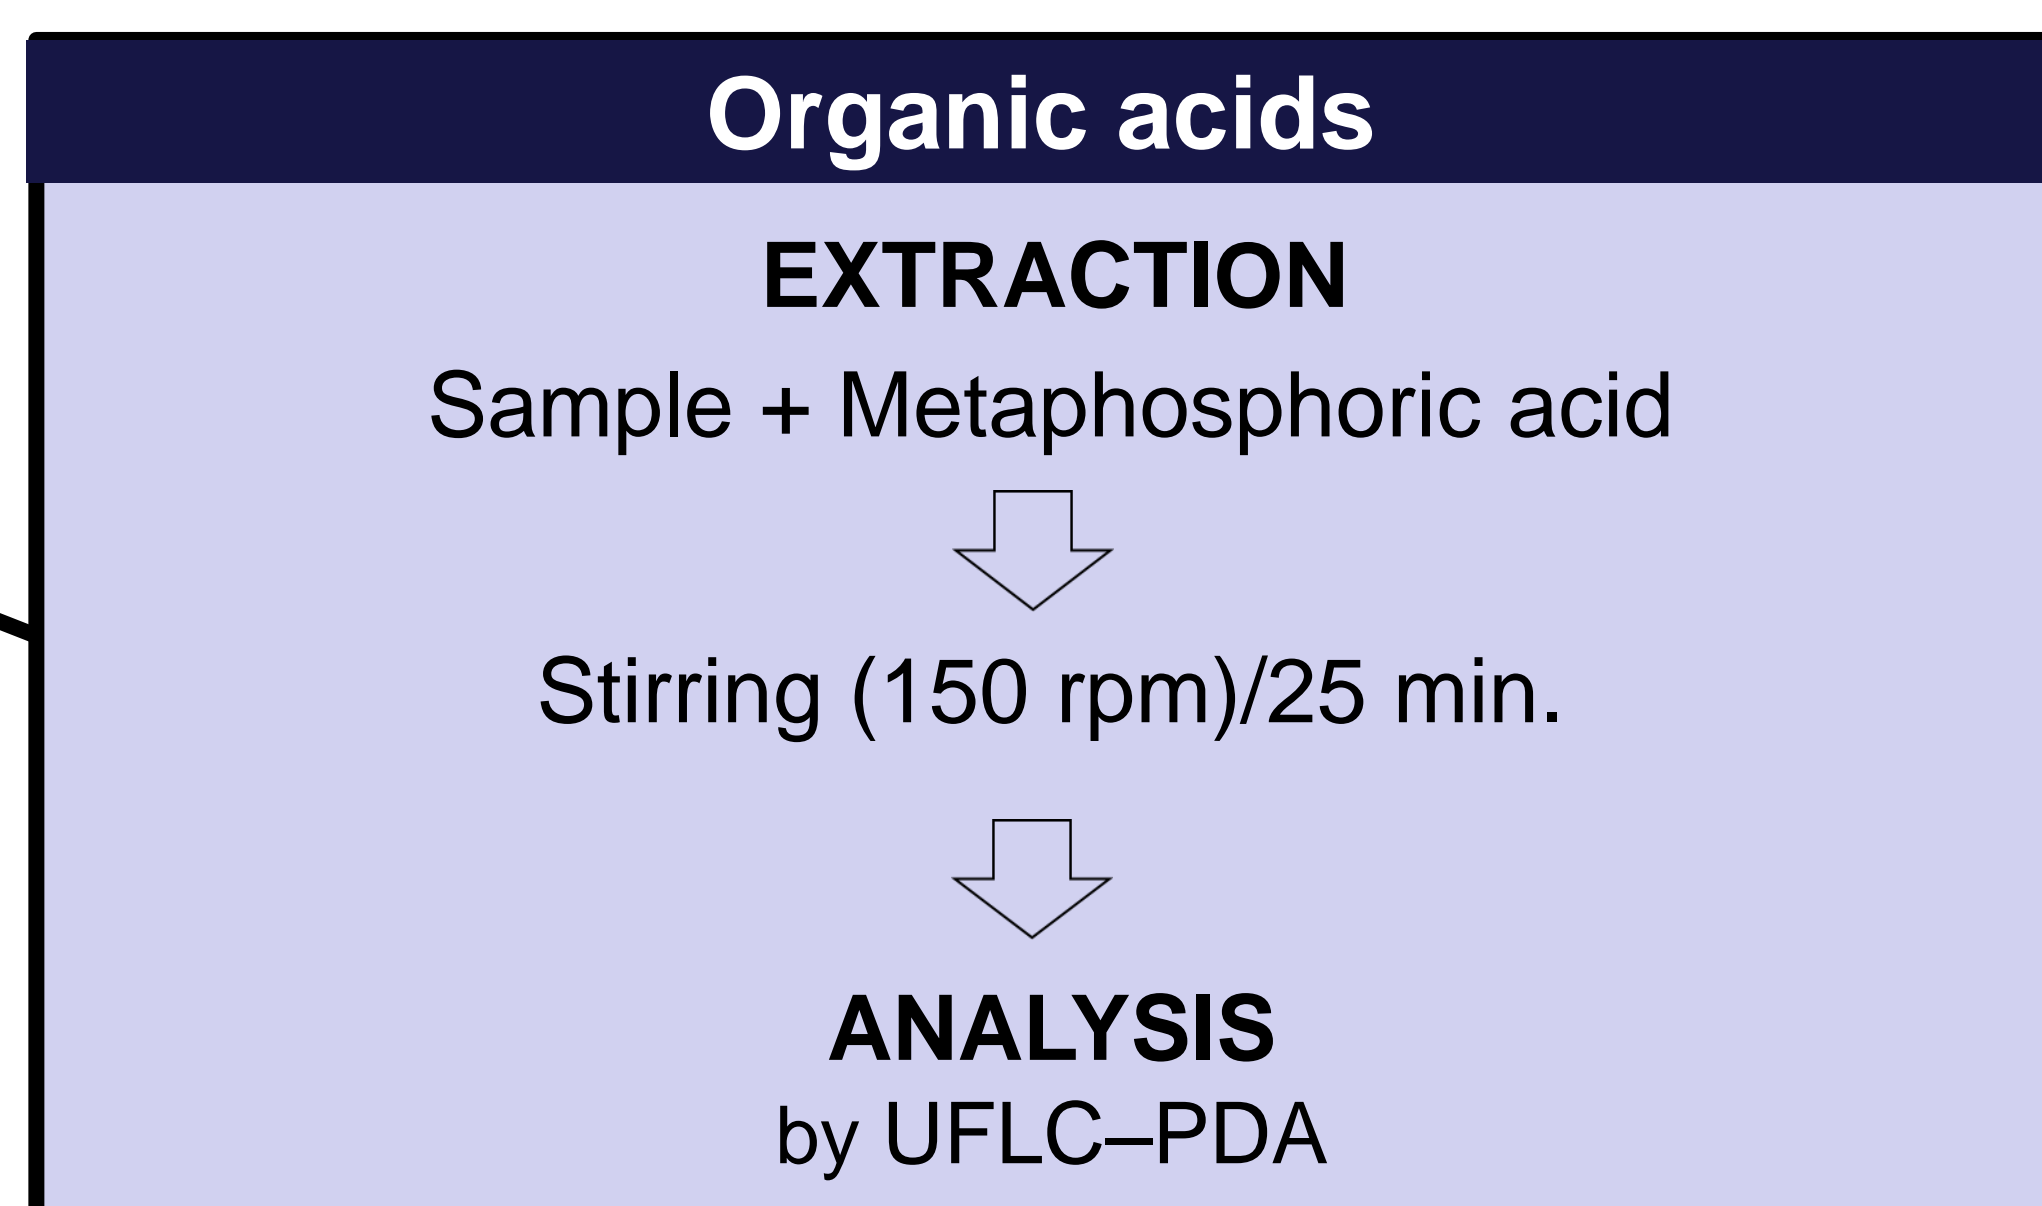 Organic acids
EXTRACTION
Sample + Metaphosphoric acid
Stirring (150 rpm)/25 min.
ANALYSIS
by UFLC–PDA